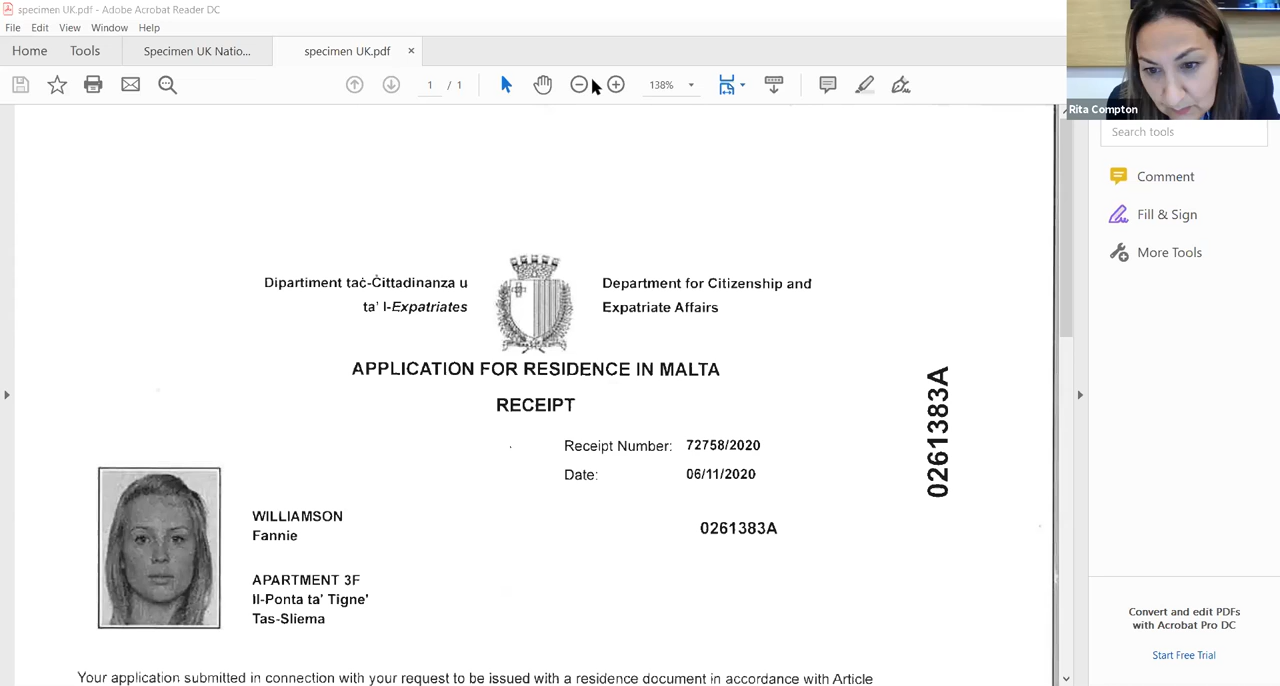 specimen UK.pdf - Adobe Acrobat Reader DC
File Edit View Window Help
Home Tools Specimen UK Natio... specimen UK.pdf ×
1 / 1 138%
Rita Compton
Search tools
Comment
Fill & Sign
More Tools
Dipartiment taċ-Ċittadinanza u
ta' l-Expatriates
Department for Citizenship and
Expatriate Affairs
APPLICATION FOR RESIDENCE IN MALTA
RECEIPT
Receipt Number: 72758/2020
Date: 06/11/2020
0261383A
0261383A
WILLIAMSON
Fannie
APARTMENT 3F
Il-Ponta ta' Tigne'
Tas-Sliema
Your application submitted in connection with your request to be issued with a residence document in accordance with Article
Convert and edit PDFs
with Acrobat Pro DC
Start Free Trial